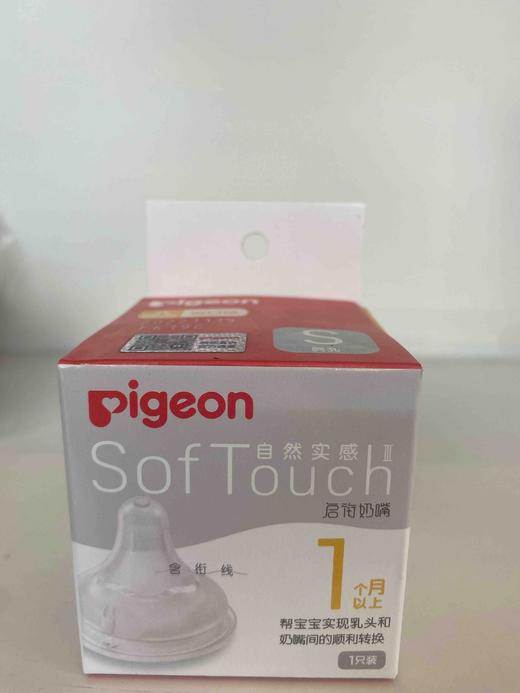 pigeon
S
pigeon
自然实感Ⅲ
SofTouch
启衔奶嘴
含衔线
1个月以上
帮宝宝实现乳头和
奶嘴间的顺利转换
1只装